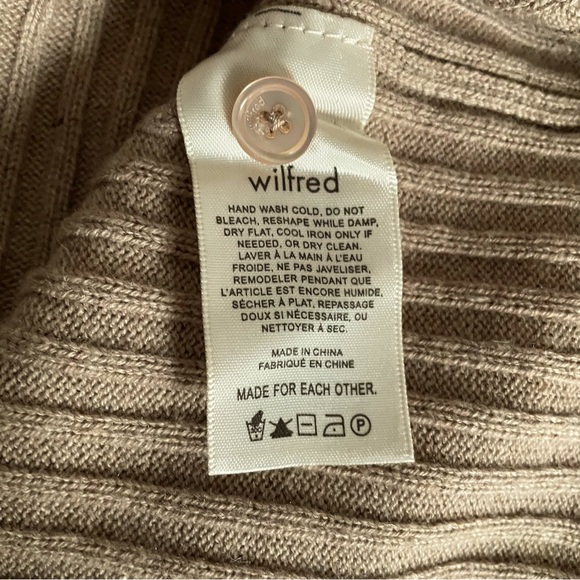 wilfred
HAND WASH COLD, DO NOT
BLEACH, RESHAPE WHILE DAMP,
DRY FLAT, COOL IRON ONLY IF
NEEDED, OR DRY CLEAN.
LAVER À LA MAIN À L'EAU
FROIDE, NE PAS JAVELISER,
REMODELER PENDANT QUE
L'ARTICLE EST ENCORE HUMIDE,
SÉCHER À PLAT, REPASSAGE
DOUX SI NÉCESSAIRE, OU
NETTOYER À SEC.
MADE IN CHINA
FABRIQUÉ EN CHINE
MADE FOR EACH OTHER.
P